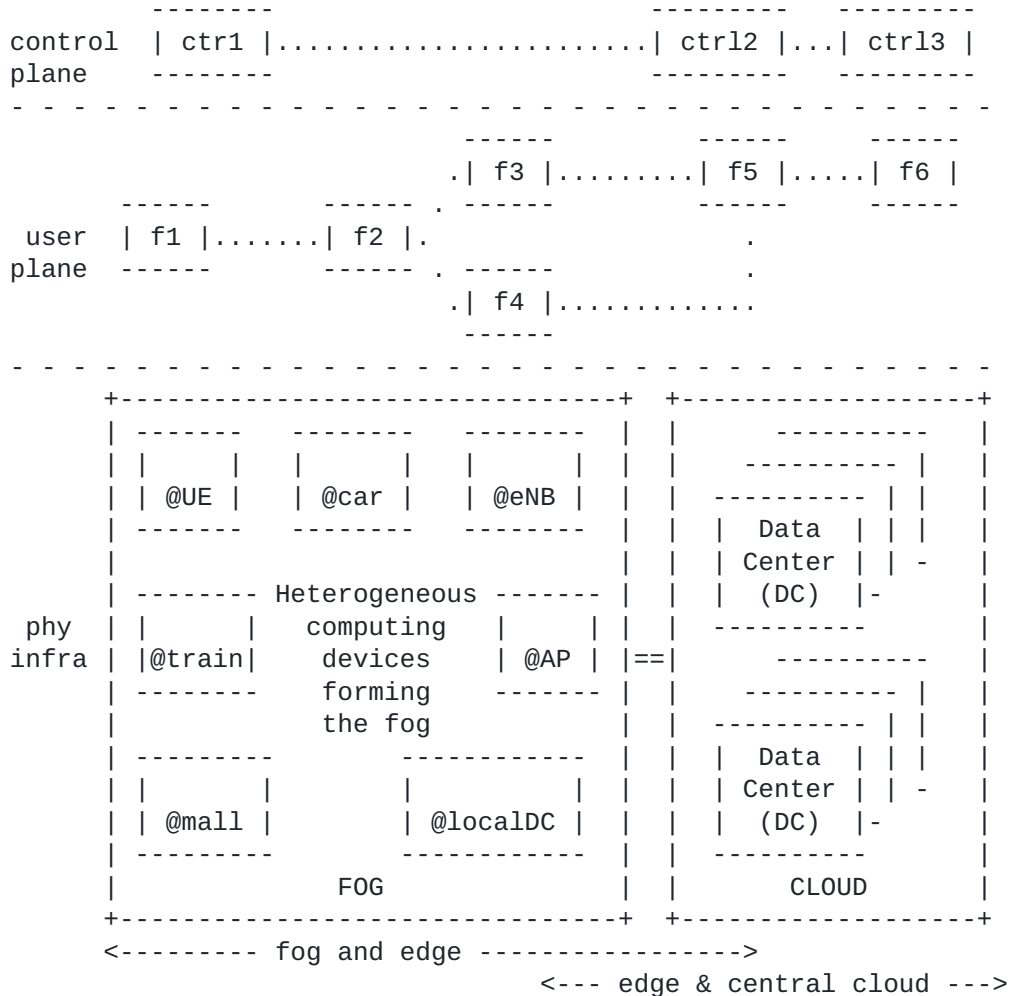 --------                         ---------   ---------
control  | ctr1 |........................| ctrl2 |...| ctrl3 |
plane    --------                         ---------   ---------
- - - - - - - - - - - - - - - - - - - - - - - - - - - - - - - -
                             ------         ------     ------
                            .| f3 |.........| f5 |.....| f6 |
       ------       ------ . ------         ------     ------
 user  | f1 |.......| f2 |.                    .
plane  ------       ------ . ------            .
                            .| f4 |.............
                             ------
- - - - - - - - - - - - - - - - - - - - - - - - - - - - - - - -
      +--------------------------------+  +-------------------+
      | -------   --------   --------  |  |      ----------   |
      | |     |   |      |   |      |  |  |    ---------- |   |
      | | @UE |   | @car |   | @eNB |  |  |  ---------- | |   |
      | -------   --------   --------  |  |  |  Data  | | |   |
      |                                |  |  | Center | | -   |
      | -------- Heterogeneous ------- |  |  |  (DC)  |-      |
 phy  | |      |   computing   |     | |  |  ----------       |
infra | |@train|    devices    | @AP | |==|      ----------   |
      | --------    forming    ------- |  |    ---------- |   |
      |             the fog            |  |  ---------- | |   |
      | ---------        ------------  |  |  |  Data  | | |   |
      | |       |        |          |  |  |  | Center | | -   |
      | | @mall |        | @localDC |  |  |  |  (DC)  |-      |
      | ---------        ------------  |  |  ----------       |
      |              FOG               |  |       CLOUD       |
      +--------------------------------+  +-------------------+
      <--------- fog and edge ----------------->
                                  <--- edge & central cloud --->